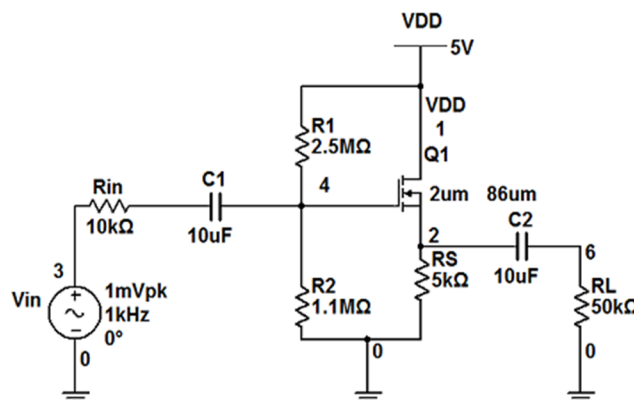 VDD
5V
VDD
1
R1
2.5MΩ
Q1
4
2um
86um
Rin
10kΩ
C1
10uF
C2
10uF
2
6
3
Vin
1mVpk
1kHz
0°
R2
1.1MΩ
RS
5kΩ
RL
50kΩ
0
0
0